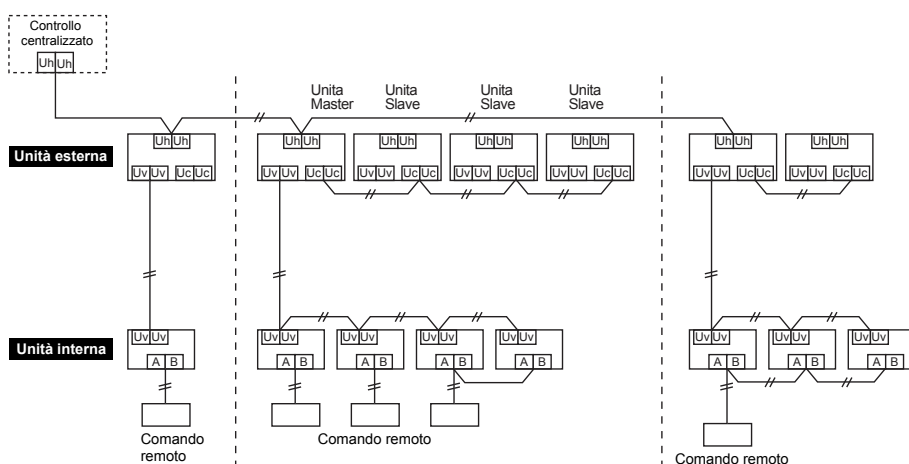 Controllo
centralizzato
Uh Uh
Unita Master
Unita Slave
Unita Slave
Unita Slave
Unità esterna
Uh Uh
Uh Uh
Uh Uh
Uh Uh
Uh Uh
Uh Uh
Uh Uh
Uv Uv Uc Uc
Uv Uv Uc Uc
Uv Uv Uc Uc
Uv Uv Uc Uc
Uv Uv Uc Uc
Uv Uv Uc Uc
Uv Uv Uc Uc
Unità interna
Uv Uv
Uv Uv
Uv Uv
Uv Uv
Uv Uv
Uv Uv
Uv Uv
Uv Uv
A B
A B
A B
A B
A B
A B
A B
A B
Comando
remoto
Comando remoto
Comando remoto